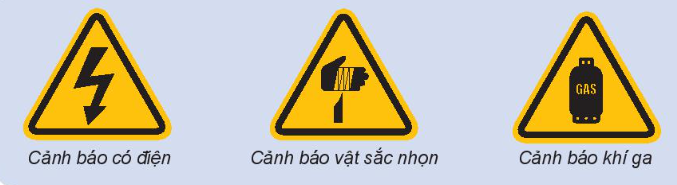 GAS
Cảnh báo có điện
Cảnh báo vật sắc nhọn
Cảnh báo khí ga